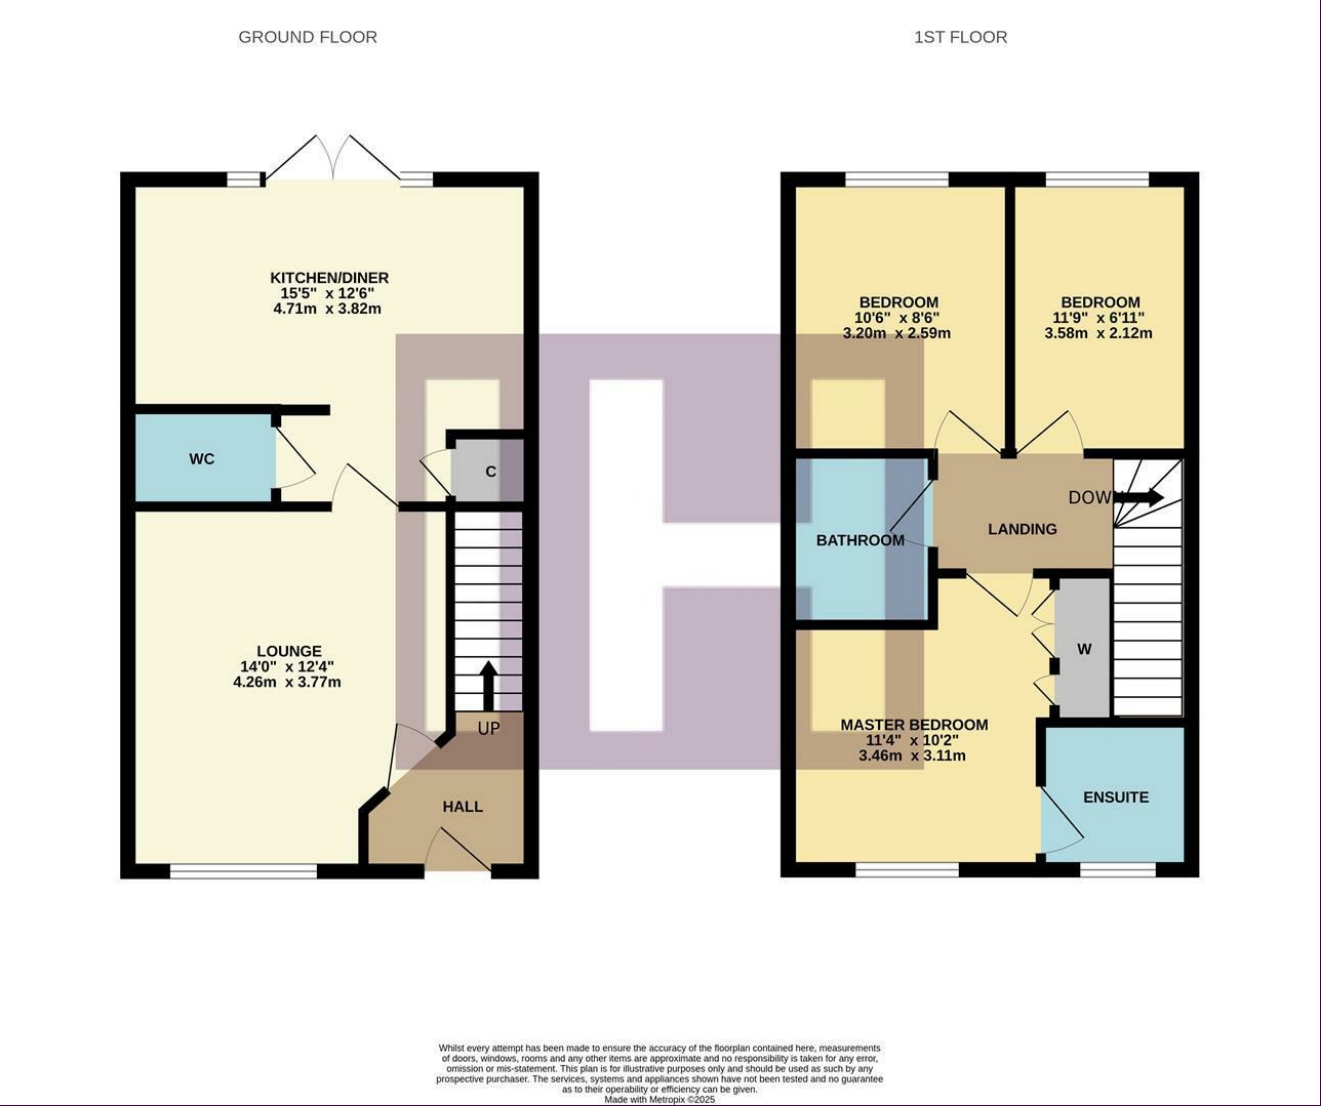 GROUND FLOOR
1ST FLOOR
KITCHEN/DINER
15'5" x 12'6"
4.71m x 3.82m
WC
C
LOUNGE
14'0" x 12'4"
4.26m x 3.77m
UP
HALL
BEDROOM
10'6" x 8'6"
3.20m x 2.59m
BEDROOM
11'9" x 6'11"
3.58m x 2.12m
DOWN
LANDING
BATHROOM
W
MASTER BEDROOM
11'4" x 10'2"
3.46m x 3.11m
ENSUITE
Whilst every attempt has been made to ensure the accuracy of the floorplan contained here, measurements
of doors, windows, rooms and any other items are approximate and no responsibility is taken for any error,
omission or mis-statement. This plan is for illustrative purposes only and should be used as such by any
prospective purchaser. The services, systems and appliances shown have not been tested and no guarantee
as to their operability or efficiency can be given.
Made with Metropix ©2025